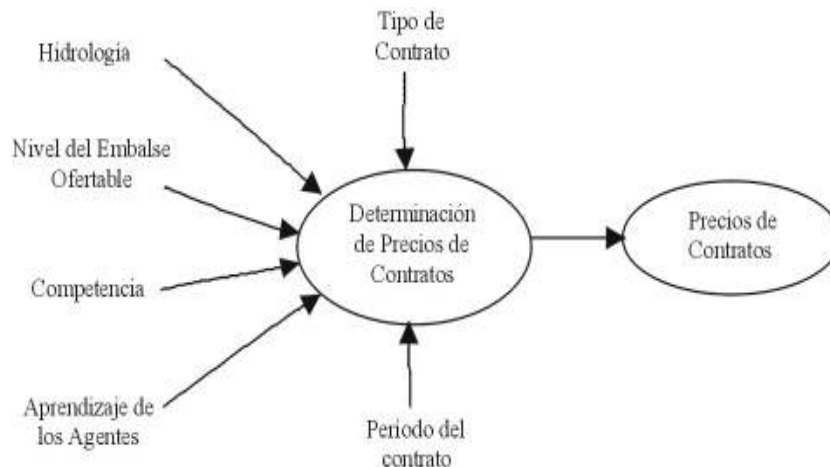 Hidrología
Tipo de
Contrato
Nivel del Embalse
Ofertable
Competencia
Aprendizaje de
los Agentes
Determinación
de Precios de
Contratos
Periodo del
contrato
Precios de
Contratos